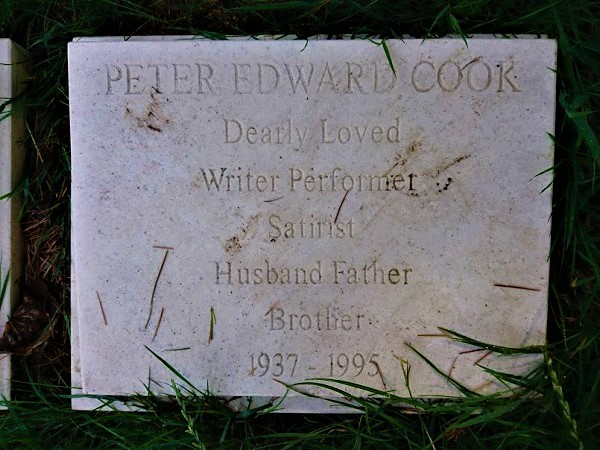 PETER EDWARD COOK
Dearly Loved
Writer Performer
Satirist
Husband Father
Brother
1937 - 1995